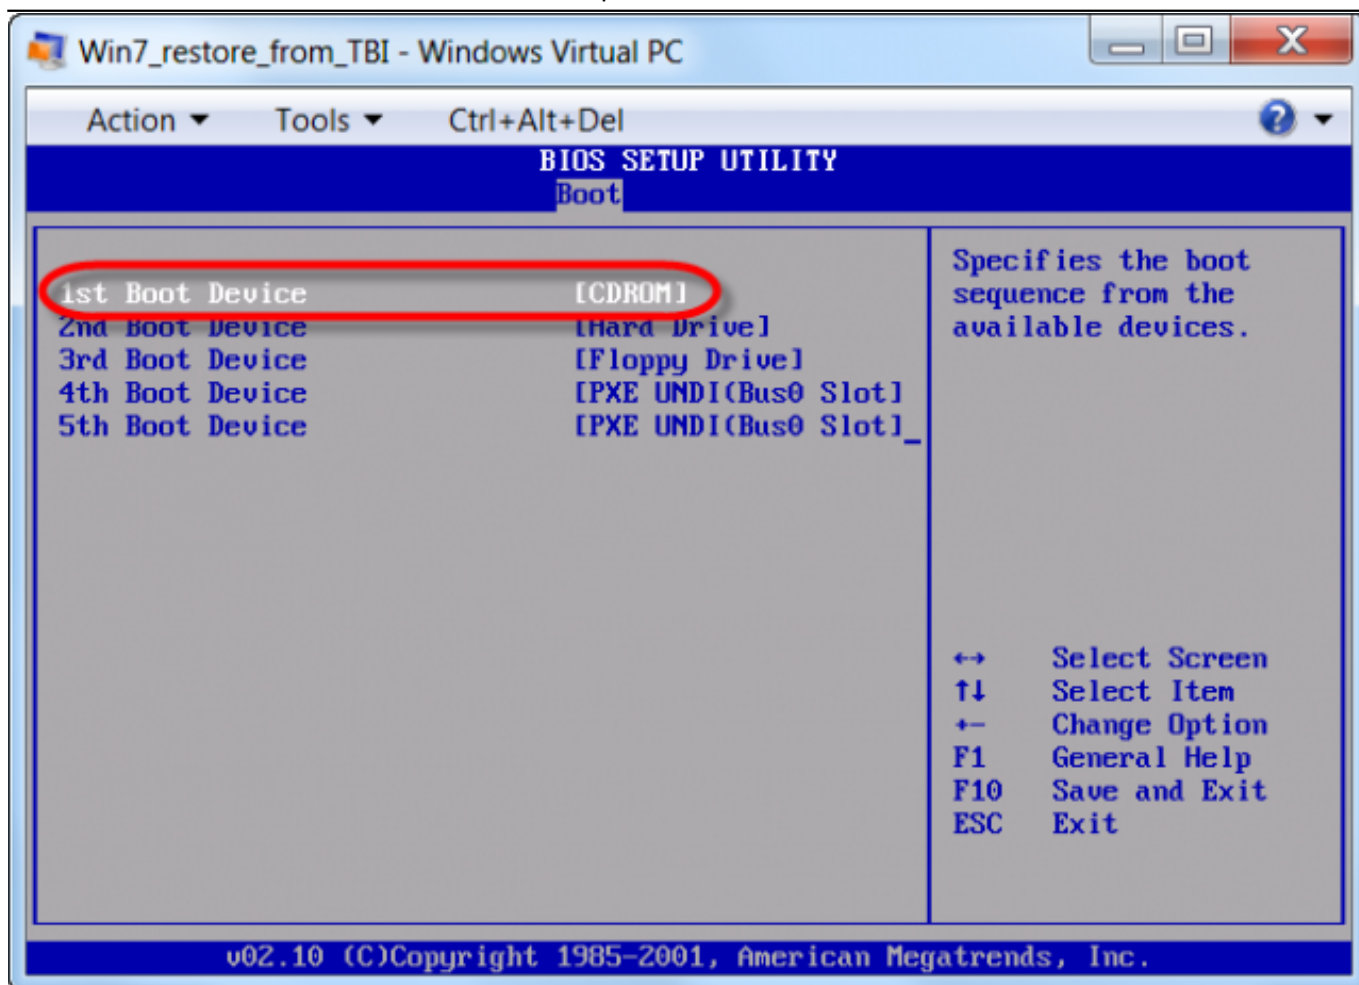 Win7_restore_from_TBI - Windows Virtual PC
Action Tools Ctrl+Alt+Del
BIOS SETUP UTILITY
Boot
1st Boot Device [CDROM]
2nd Boot Device [Hard Drive]
3rd Boot Device [Floppy Drive]
4th Boot Device [PXE UNDI(Bus0 Slot]
5th Boot Device [PXE UNDI(Bus0 Slot]_
Specifies the boot
sequence from the
available devices.
←→ Select Screen
↑↓ Select Item
+- Change Option
F1 General Help
F10 Save and Exit
ESC Exit
v02.10 (C)Copyright 1985-2001, American Megatrends, Inc.